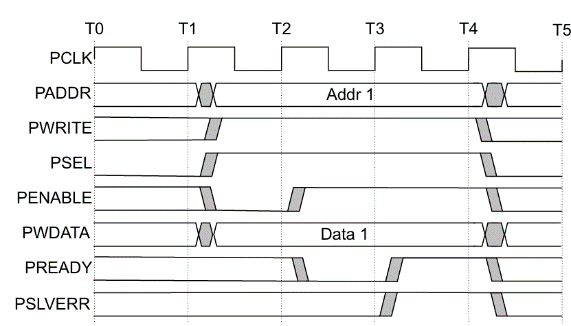 T0 T1 T2 T3 T4 T5
PCLK
PADDR Addr 1
PWRITE
PSEL
PENABLE
PWDATA Data 1
PREADY
PSLVERR